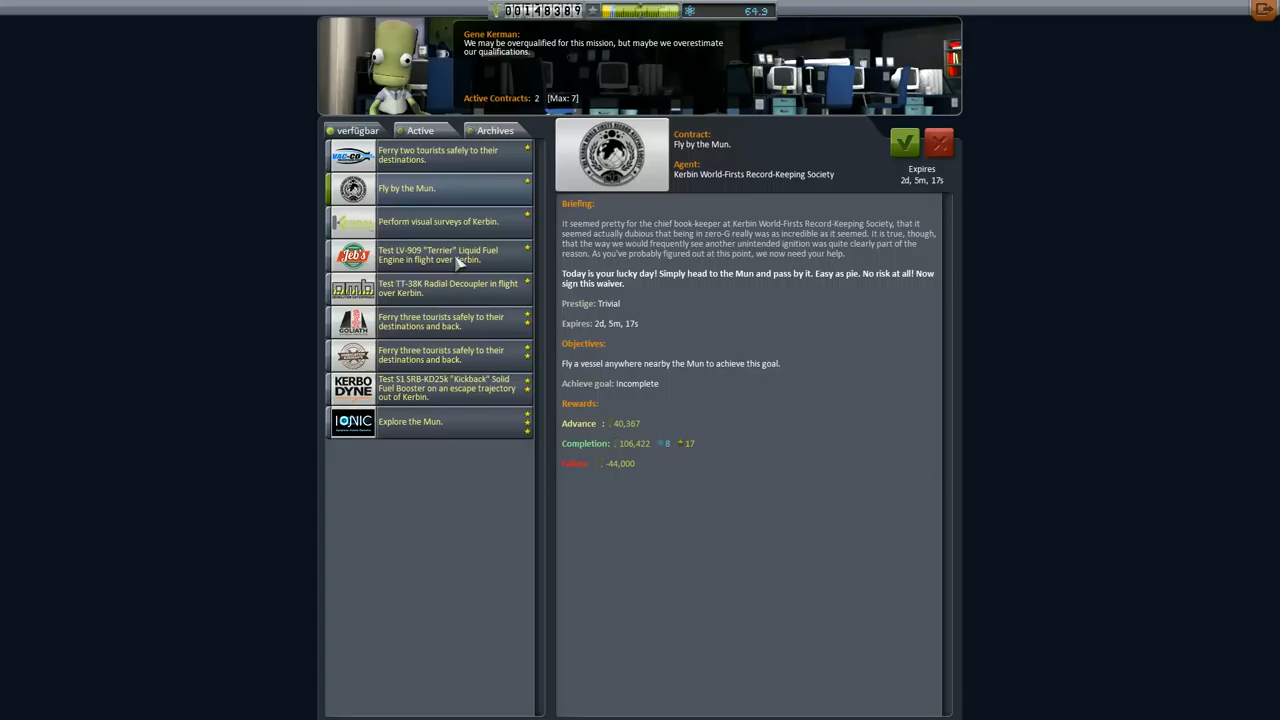 00148389
64.9
Gene Kerman:
We may be overqualified for this mission, but maybe we overestimate
our qualifications.
Active Contracts: 2 [Max: 7]
verfügbar
Active
Archives
Ferry two tourists safely to their
destinations.
Fly by the Mun.
Perform visual surveys of Kerbin.
Test LV-909 "Terrier" Liquid Fuel
Engine in flight over Kerbin.
Test TT-38K Radial Decoupler in flight
over Kerbin.
Ferry three tourists safely to their
destinations and back.
Ferry three tourists safely to their
destinations and back.
Test S1 SRB-KD25k "Kickback" Solid
Fuel Booster on an escape trajectory
out of Kerbin.
Explore the Mun.
VAC-CO
Jeb's
GOLIATH
KERBO
DYNE
IONIC
Contract:
Fly by the Mun.
Agent:
Kerbin World-Firsts Record-Keeping Society
Expires
2d, 5m, 17s
Briefing:
It seemed pretty for the chief book-keeper at Kerbin World-Firsts Record-Keeping Society, that it
seemed actually dubious that being in zero-G really was as incredible as it seemed. It is true, though,
that the way we would frequently see another unintended ignition was quite clearly part of the
reason. As you've probably figured out at this point, we now need your help.
Today is your lucky day! Simply head to the Mun and pass by it. Easy as pie. No risk at all! Now
sign this waiver.
Prestige: Trivial
Expires: 2d, 5m, 17s
Objectives:
Fly a vessel anywhere nearby the Mun to achieve this goal.
Achieve goal: Incomplete
Rewards:
Advance : 40,367
Completion: 106,422 8 +17
Failure : -44,000